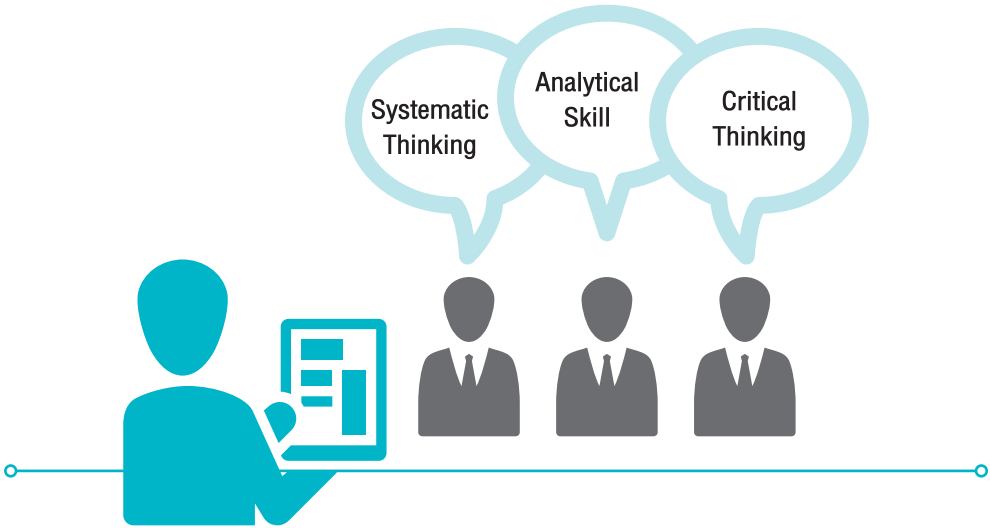 Systematic
Thinking
Analytical
Skill
Critical
Thinking